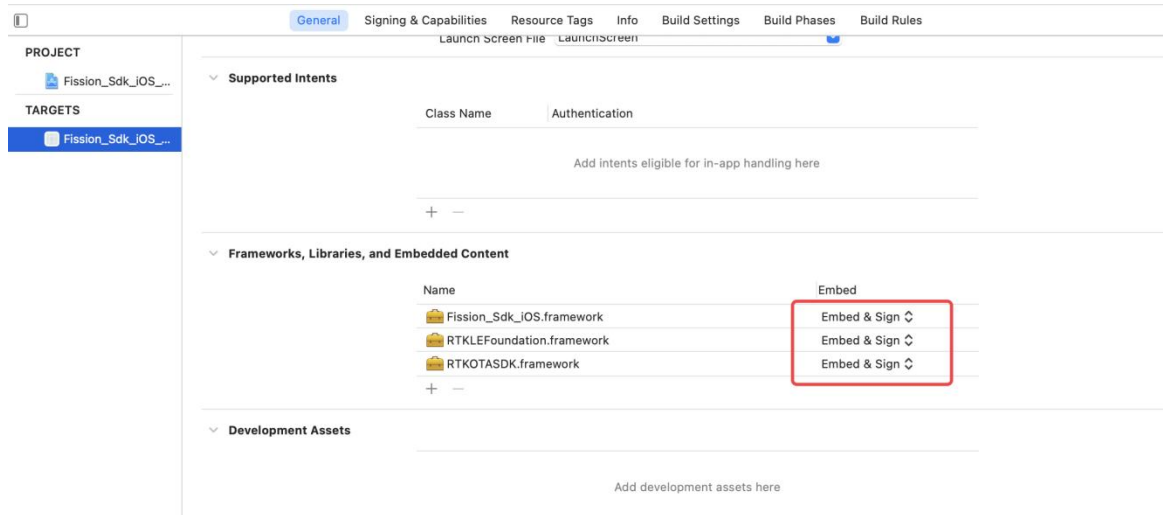 General Signing & Capabilities Resource Tags Info Build Settings Build Phases Build Rules
PROJECT
Fission_Sdk_iOS_...
TARGETS
Fission_Sdk_iOS_...
Launch Screen File LaunchScreen
Supported Intents
Class Name Authentication
Add intents eligible for in-app handling here
Frameworks, Libraries, and Embedded Content
Name Embed
Fission_Sdk_iOS.framework Embed & Sign
RTKLEFoundation.framework Embed & Sign
RTKOTASDK.framework Embed & Sign
Development Assets
Add development assets here